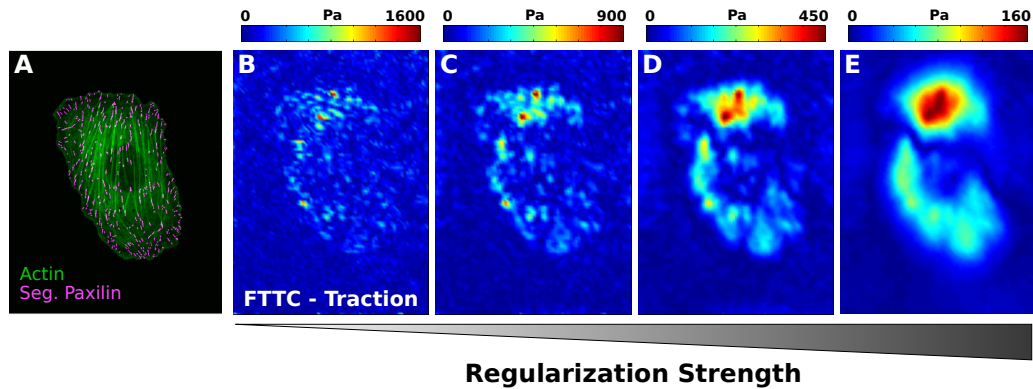 0 Pa 1600
0 Pa 900
0 Pa 450
0 Pa 160
A
B
C
D
E
Actin
Seg. Paxilin
FTTC - Traction
Regularization Strength